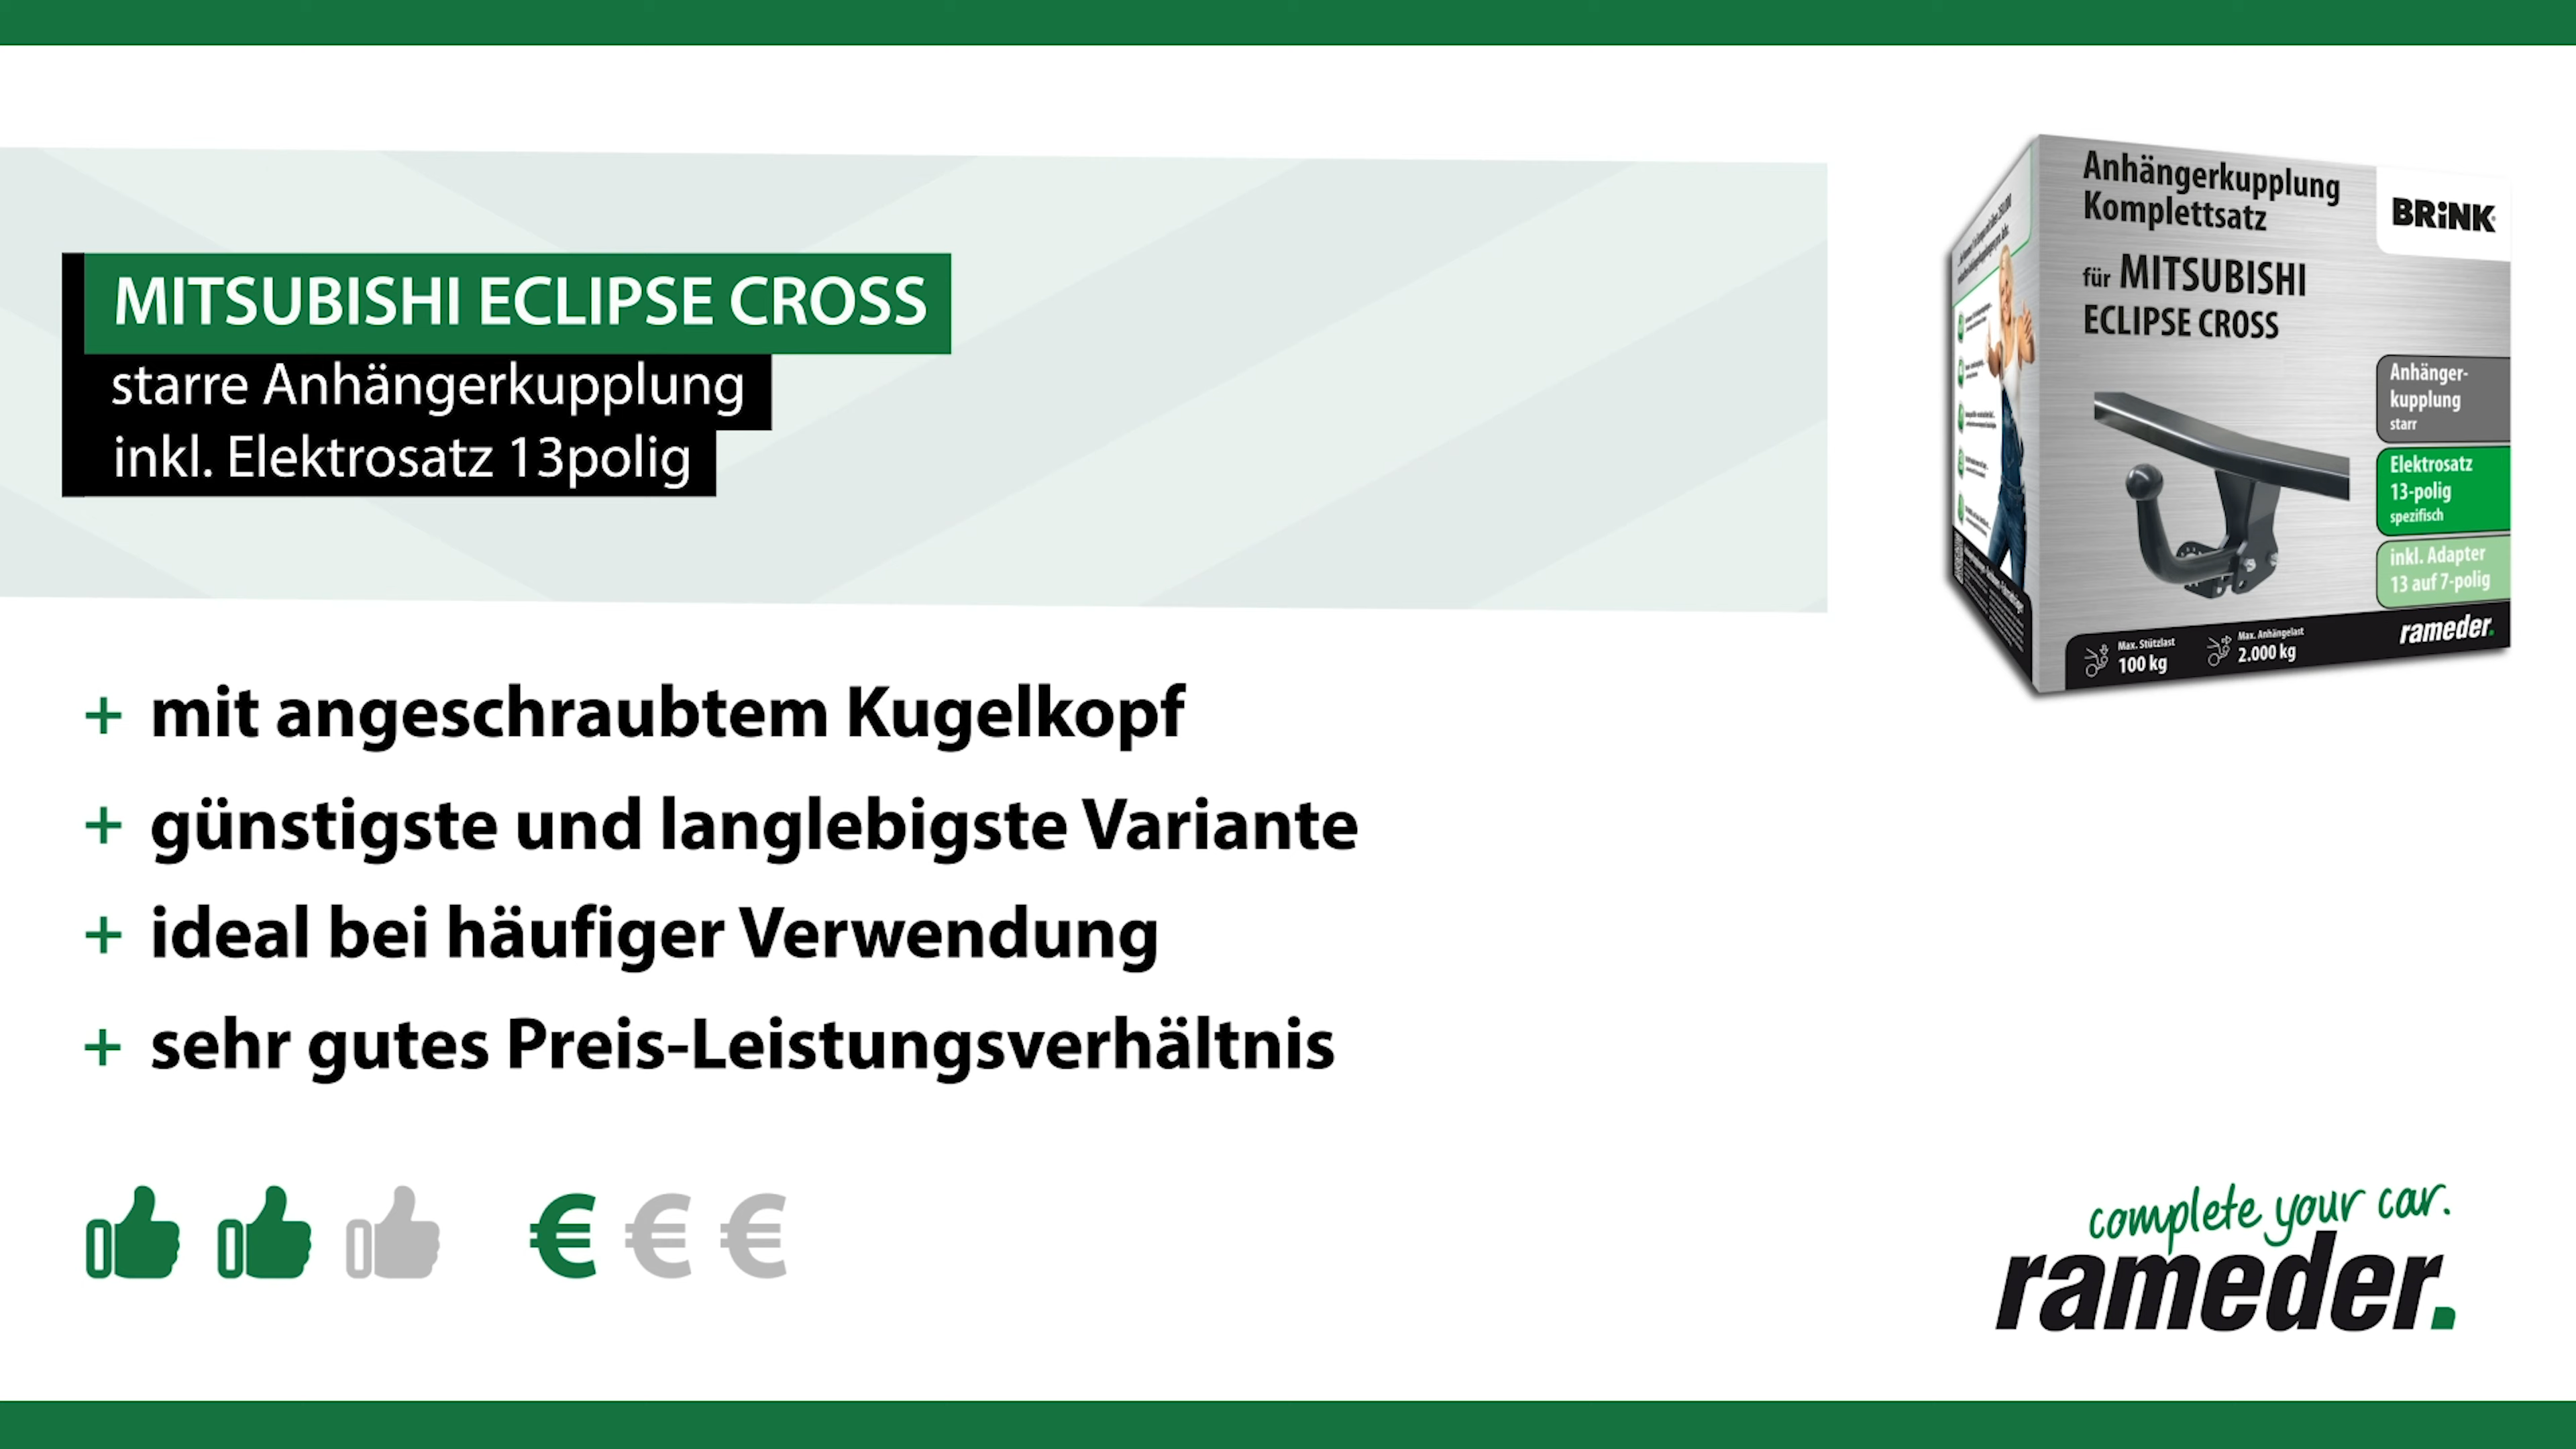 MITSUBISHI ECLIPSE CROSS
starre Anhängerkupplung
inkl. Elektrosatz 13polig
+ mit angeschraubtem Kugelkopf
+ günstigste und langlebigste Variante
+ ideal bei häufiger Verwendung
+ sehr gutes Preis-Leistungsverhältnis
€ € €
Anhängerkupplung
Komplettsatz
BRiNK
für MITSUBISHI
ECLIPSE CROSS
Anhänger-
kupplung
starr
Elektrosatz
13-polig
spezifisch
inkl. Adapter
13 auf 7-polig
Max. Stützlast
100 kg
Max. Anhängelast
2.000 kg
rameder.
complete your car.
rameder.